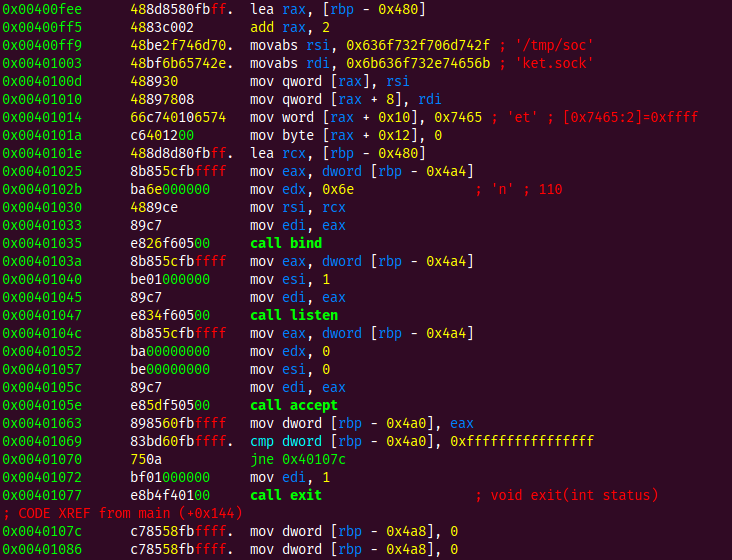 0x00400fee 488d8580fbff. lea rax, [rbp - 0x480]
0x00400ff5 4883c002 add rax, 2
0x00400ff9 48be2f746d70. movabs rsi, 0x636f732f706d742f ; '/tmp/soc'
0x00401003 48bf6b65742e. movabs rdi, 0x6b636f732e74656b ; 'ket.sock'
0x0040100d 488930 mov qword [rax], rsi
0x00401010 48897808 mov qword [rax + 8], rdi
0x00401014 66c740106574 mov word [rax + 0x10], 0x7465 ; 'et' ; [0x7465:2]=0xffff
0x0040101a c6401200 mov byte [rax + 0x12], 0
0x0040101e 488d8d80fbff. lea rcx, [rbp - 0x480]
0x00401025 8b855cfbffff mov eax, dword [rbp - 0x4a4]
0x0040102b ba6e000000 mov edx, 0x6e ; 'n' ; 110
0x00401030 4889ce mov rsi, rcx
0x00401033 89c7 mov edi, eax
0x00401035 e826f60500 call bind
0x0040103a 8b855cfbffff mov eax, dword [rbp - 0x4a4]
0x00401040 be01000000 mov esi, 1
0x00401045 89c7 mov edi, eax
0x00401047 e834f60500 call listen
0x0040104c 8b855cfbffff mov eax, dword [rbp - 0x4a4]
0x00401052 ba00000000 mov edx, 0
0x00401057 be00000000 mov esi, 0
0x0040105c 89c7 mov edi, eax
0x0040105e e85df50500 call accept
0x00401063 898560fbffff mov dword [rbp - 0x4a0], eax
0x00401069 83bd60fbffff. cmp dword [rbp - 0x4a0], 0xffffffffffffffff
0x00401070 750a jne 0x40107c
0x00401072 bf01000000 mov edi, 1
0x00401077 e8b4f40100 call exit ; void exit(int status)
; CODE XREF from main (+0x144)
0x0040107c c78558fbffff. mov dword [rbp - 0x4a8], 0
0x00401086 c78558fbffff. mov dword [rbp - 0x4a8], 0